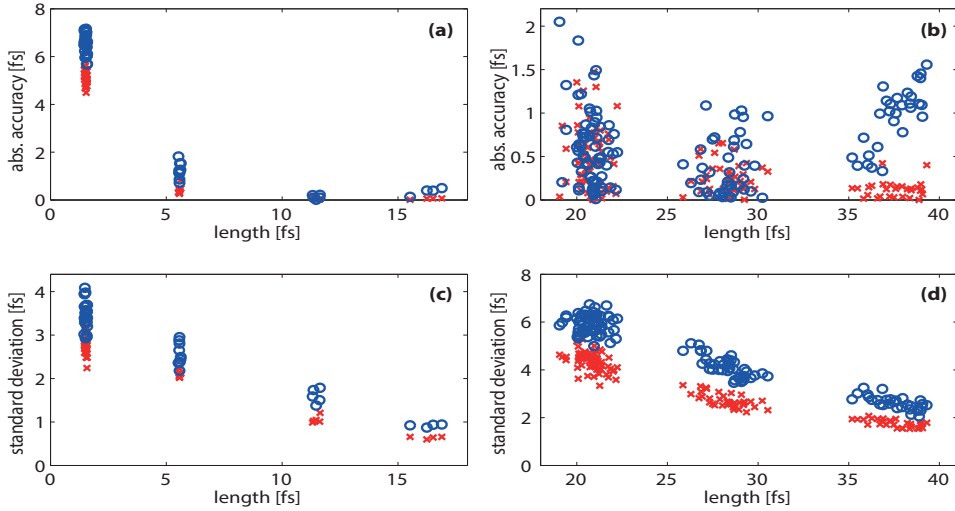 8
6
4
2
0
abs. accuracy [fs]
(a)
0 5 10 15
length [fs]
2
1.5
1
0.5
0
abs. accuracy [fs]
(b)
20 25 30 35 40
length [fs]
4
3
2
1
0
standard deviation [fs]
(c)
0 5 10 15
length [fs]
8
6
4
2
0
standard deviation [fs]
(d)
20 25 30 35 40
length [fs]